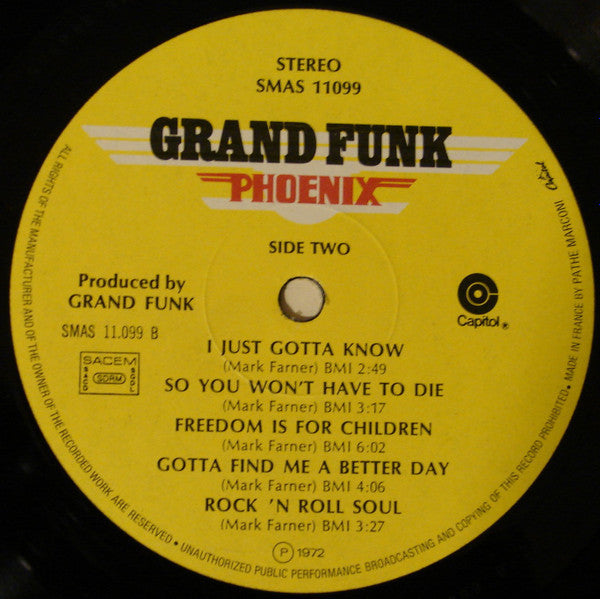 STEREO
SMAS 11099
GRAND FUNK
PHOENIX
SIDE TWO
Produced by
GRAND FUNK
SMAS 11.099 B
SACEM
SACD
SDRM
SGDL
Capitol®
Capitol
I JUST GOTTA KNOW
(Mark Farner) BMI 2:49
SO YOU WON'T HAVE TO DIE
(Mark Farner) BMI 3:17
FREEDOM IS FOR CHILDREN
(Mark Farner) BMI 6:02
GOTTA FIND ME A BETTER DAY
(Mark Farner) BMI 4:06
ROCK 'N ROLL SOUL
(Mark Farner) BMI 3:27
Ⓟ 1972
ALL RIGHTS OF THE MANUFACTURER AND OF THE OWNER OF THE RECORDED WORK ARE RESERVED • UNAUTHORIZED PUBLIC PERFORMANCE BROADCASTING AND COPYING OF THIS RECORD PROHIBITED • MADE IN FRANCE BY PATHE MARCONI